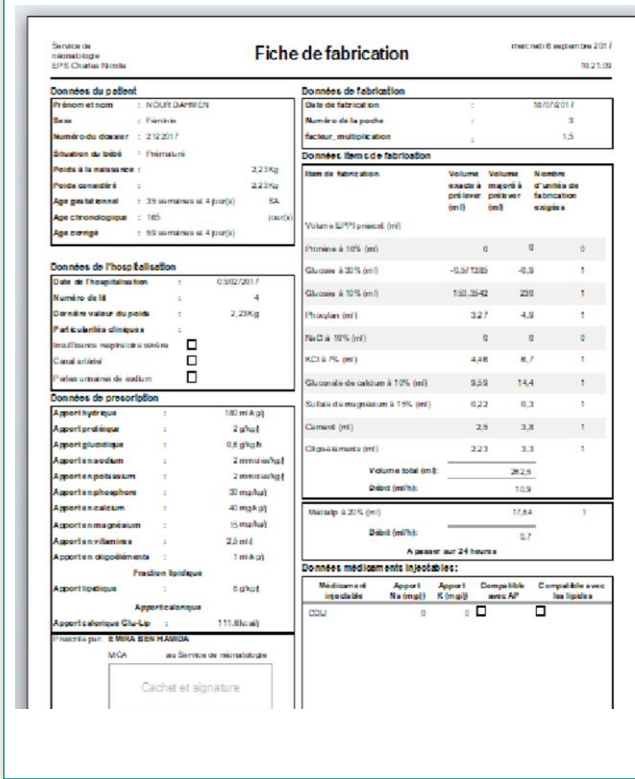 Service de
néonatologie
EPS Charles Nicolle
Fiche de fabrication
mercredi 6 septembre 2017
10:21:09
Données du patient
Prénom et nom : NOUR DAHMEN
Sexe : Féminin
Numéro du dossier : 2122017
Situation du bébé : Prématuré
Poids à la naissance : 2,23Kg
Poids considéré : 2,23Kg
Age gestationnel : 35 semaines et 4 jour(s) SA
Age chronologique : 165 jour(s)
Age corrigé : 59 semaines et 4 jour(s)
Données de l'hospitalisation
Date de l'hospitalisation : 03/02/2017
Numéro de lit : 4
Dernière valeur du poids : 2,23Kg
Particularités cliniques :
Insuffisance respiratoire sévère
Canal artériel
Pertes urinaires de sodium
Données de prescription
Apport hydrique : 180 ml/kg/j
Apport protéique : 2 g/kg/j
Apport glucidique : 0,6 g/kg/h
Apport en sodium : 2 mmoles/kg/j
Apport en potassium : 2 mmoles/kg/j
Apport en phosphore : 30 mg/kg/j
Apport en calcium : 40 mg/kg/j
Apport en magnésium : 15 mg/kg/j
Apport en vitamines : 2,5 ml/j
Apport en oligoéléments : 1 ml/kg/j
Fraction lipidique
Apport lipidique : 6 g/kg/j
Apport calorique
Apport calorique Glu-Lip : 111,6kcal/j
Prescrite par: EMIRA BEN HAMIDA
MCA au Service de néonatologie
Cachet et signature
Données de fabrication
Date de fabrication : 18/07/2017
Numéro de la poche : 3
facteur_multiplication : 1,5
Données items de fabrication
Item de fabrication Volume exacte à prélever (ml) Volume majoré à prélever (ml) Nombre d'unités de fabrication exigées
Volume EPPI prescrit (ml)
Primène à 10% (ml) 0 0 0
Glucose à 30% (ml) -0,571385 -0,9 1
Glucose à 10% (ml) 153,3542 230 1
Phocytan (ml) 3,27 4,9 1
NaCl à 10% (ml) 0 0 0
KCl à 7% (ml) 4,46 6,7 1
Gluconate de calcium à 10% (ml) 9,59 14,4 1
Sulfate de magnésium à 15% (ml) 0,22 0,3 1
Cernevit (ml) 2,5 3,8 1
Oligo-éléments (ml) 2,23 3,3 1
Volume total (ml): 262,5
Débit (ml/h): 10,9
Médialip à 20% (ml) 17,84 1
Débit (ml/h): 0,7
A passer sur 24 heures
Données médicaments injectables:
Médicament injectable Apport Na (mg/j) Apport K (mg/j) Compatible avec AP Compatible avec les lipides
0 0